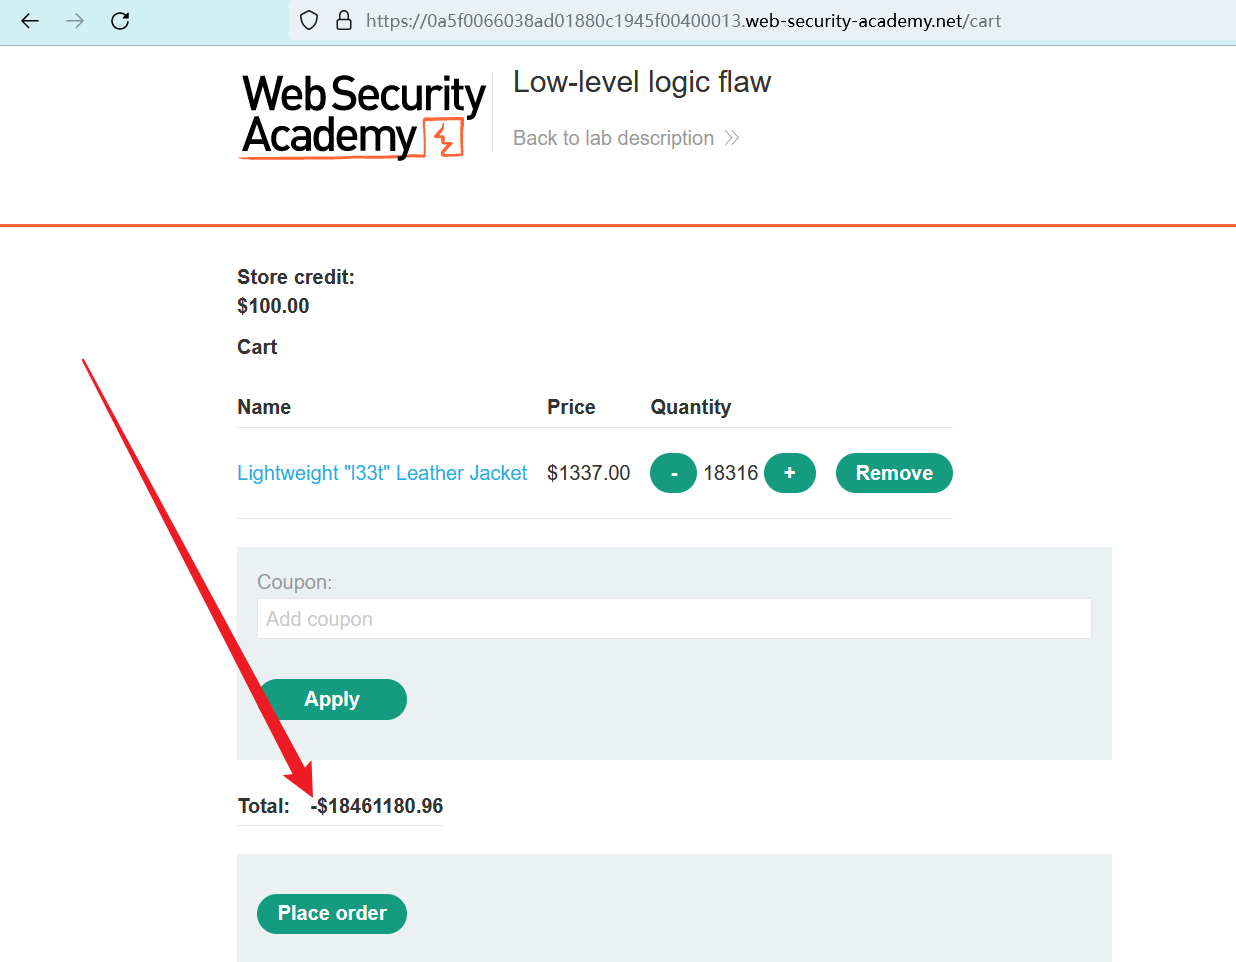 https://0a5f0066038ad01880c1945f00400013.web-security-academy.net/cart
Web Security
Academy
Low-level logic flaw
Back to lab description
Store credit:
$100.00
Cart
Name Price Quantity
Lightweight "l33t" Leather Jacket $1337.00 - 18316 + Remove
Coupon:
Add coupon
Apply
Total: -$18461180.96
Place order